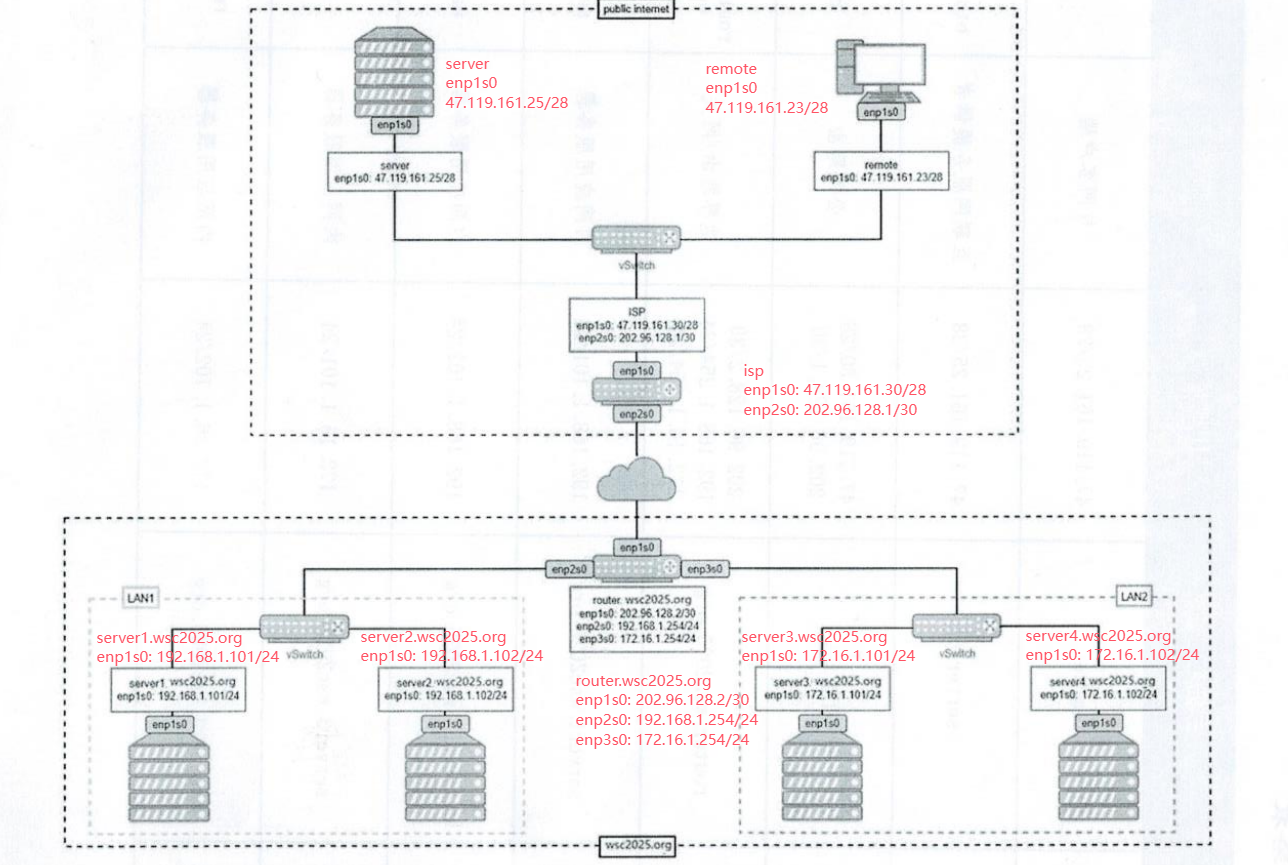 public internet
server
enp1s0
47.119.161.25/28
remote
enp1s0
47.119.161.23/28
enp1s0
enp1s0
server
enp1s0: 47.119.161.25/28
remote
enp1s0: 47.119.161.23/28
vSwitch
ISP
enp1s0: 47.119.161.30/28
enp2s0: 202.96.128.1/30
enp1s0
isp
enp1s0: 47.119.161.30/28
enp2s0: 202.96.128.1/30
enp2s0
enp1s0
enp2s0
enp3s0
LAN1
LAN2
router.wsc2025.org
enp1s0: 202.96.128.2/30
enp2s0: 192.168.1.254/24
enp3s0: 172.16.1.254/24
server1.wsc2025.org
enp1s0: 192.168.1.101/24
server2.wsc2025.org
enp1s0: 192.168.1.102/24
server3.wsc2025.org
enp1s0: 172.16.1.101/24
server4.wsc2025.org
enp1s0: 172.16.1.102/24
vSwitch
vSwitch
server1.wsc2025.org
enp1s0: 192.168.1.101/24
server2.wsc2025.org
enp1s0: 192.168.1.102/24
router.wsc2025.org
enp1s0: 202.96.128.2/30
enp2s0: 192.168.1.254/24
enp3s0: 172.16.1.254/24
server3.wsc2025.org
enp1s0: 172.16.1.101/24
server4.wsc2025.org
enp1s0: 172.16.1.102/24
enp1s0
enp1s0
enp1s0
enp1s0
wsc2025.org